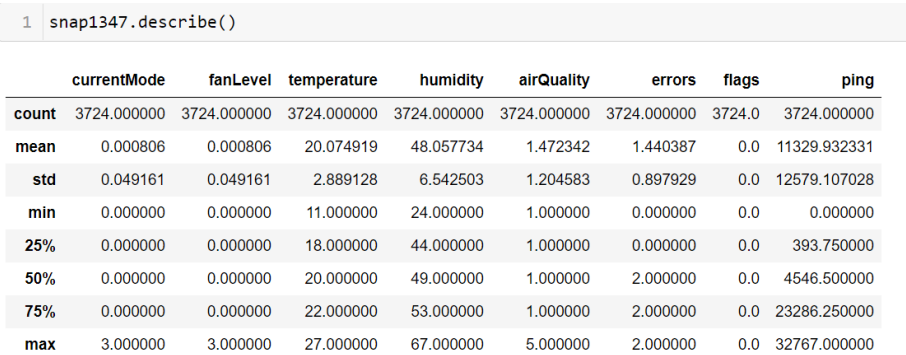 1 snap1347.describe()
currentMode fanLevel temperature humidity airQuality errors flags ping
count 3724.000000 3724.000000 3724.000000 3724.000000 3724.000000 3724.000000 3724.0 3724.000000
mean 0.000806 0.000806 20.074919 48.057734 1.472342 1.440387 0.0 11329.932331
std 0.049161 0.049161 2.889128 6.542503 1.204583 0.897929 0.0 12579.107028
min 0.000000 0.000000 11.000000 24.000000 1.000000 0.000000 0.0 0.000000
25% 0.000000 0.000000 18.000000 44.000000 1.000000 0.000000 0.0 393.750000
50% 0.000000 0.000000 20.000000 49.000000 1.000000 2.000000 0.0 4546.500000
75% 0.000000 0.000000 22.000000 53.000000 1.000000 2.000000 0.0 23286.250000
max 3.000000 3.000000 27.000000 67.000000 5.000000 2.000000 0.0 32767.000000